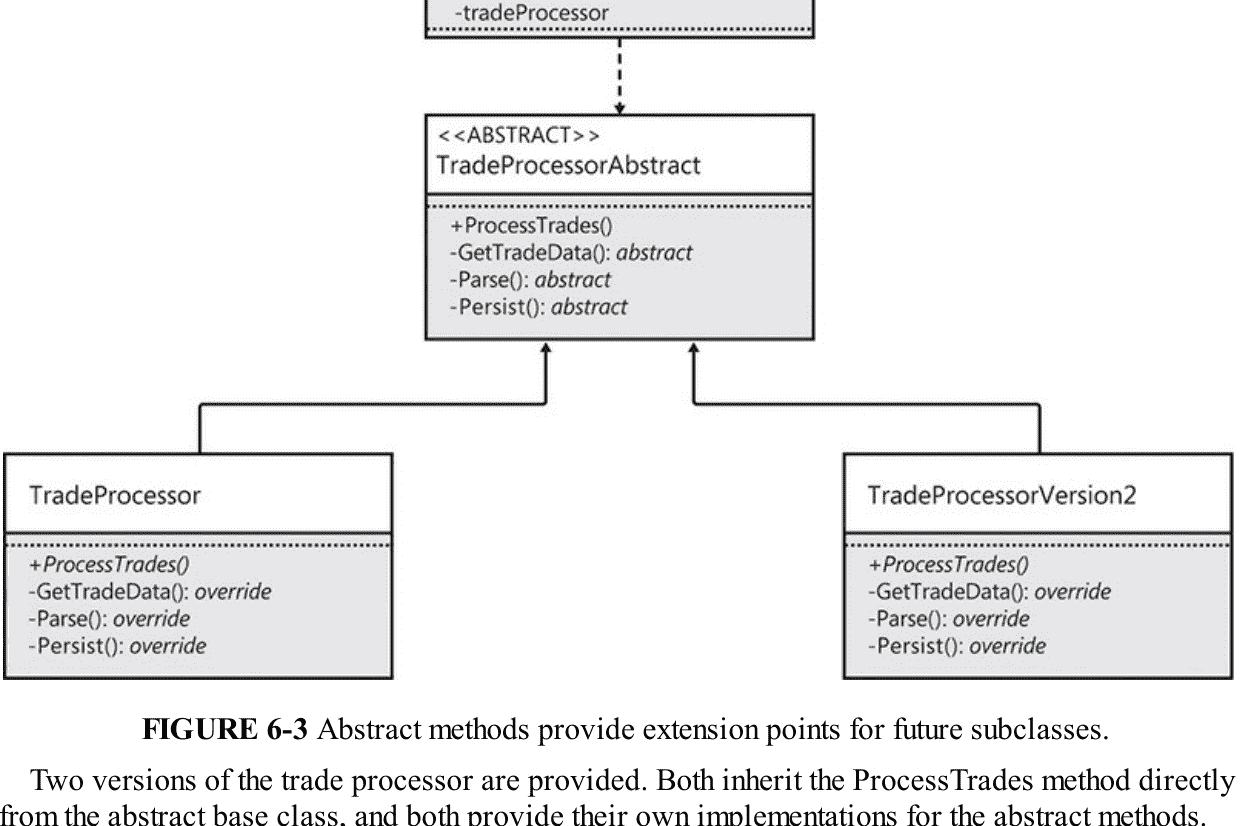 -tradeProcessor
<<ABSTRACT>>
TradeProcessorAbstract
+ProcessTrades()
-GetTradeData(): abstract
-Parse(): abstract
-Persist(): abstract
TradeProcessor
+ProcessTrades()
-GetTradeData(): override
-Parse(): override
-Persist(): override
TradeProcessorVersion2
+ProcessTrades()
-GetTradeData(): override
-Parse(): override
-Persist(): override
FIGURE 6-3 Abstract methods provide extension points for future subclasses.
Two versions of the trade processor are provided. Both inherit the ProcessTrades method directly
from the abstract base class, and both provide their own implementations for the abstract methods.